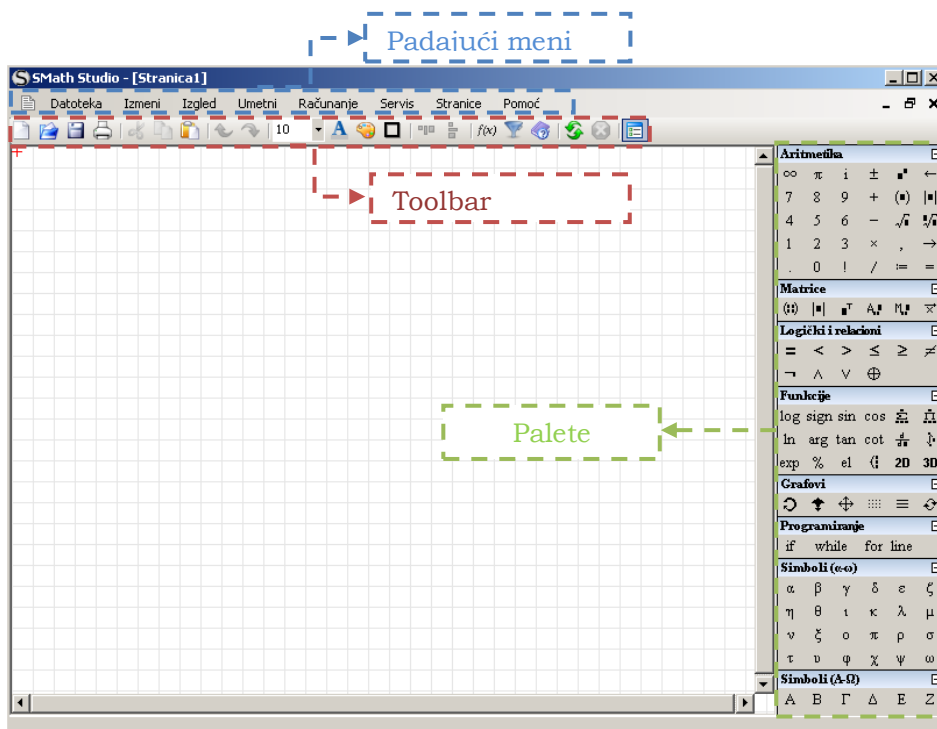 Padajući meni
SMath Studio - [Stranica1]
Datoteka Izmeni Izgled Umetni Računanje Servis Stranice Pomoć
10 A f(x)
Toolbar
Palete
Aritmetika
∞ π i ± ←
7 8 9 + (▪) |▪|
4 5 6 − √
1 2 3 × , →
. 0 ! / := =
Matrice
Logički i relacioni
= < > ≤ ≥ ≠
¬ ∧ ∨ ⊕
Funkcije
log sign sin cos
ln arg tan cot
exp % el 2D 3D
Grafovi
Programiranje
if while for line
Simboli (α-ω)
α β γ δ ε ζ
η θ ι κ λ μ
ν ξ ο π ρ σ
τ υ φ χ ψ ω
Simboli (Α-Ω)
Α Β Γ Δ Ε Ζ